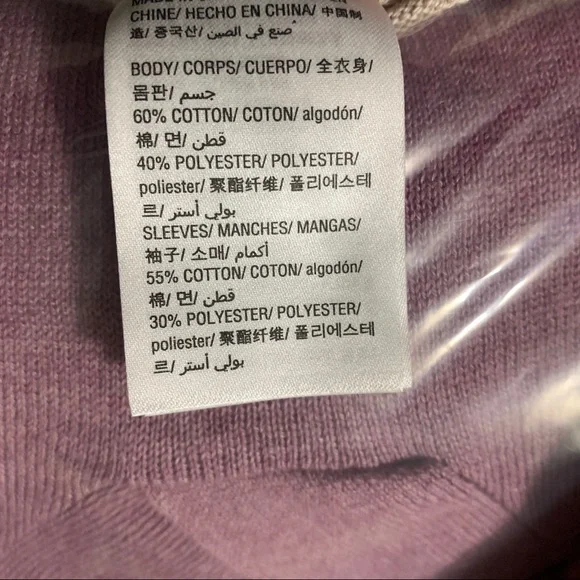 CHINE/ HECHO EN CHINA/ 中国制
造/ 중국산/ صنع في الصين/
BODY/ CORPS/ CUERPO/ 全衣身/
몸판/ جسم/
60% COTTON/ COTON/ algodón/
棉/ 면/ قطن/
40% POLYESTER/ POLYESTER/
poliester/ 聚酯纤维/ 폴리에스테
르/ بولي أستر/
SLEEVES/ MANCHES/ MANGAS/
袖子/ 소매/ أكمام/
55% COTTON/ COTON/ algodón/
棉/ 면/ قطن/
30% POLYESTER/ POLYESTER/
poliester/ 聚酯纤维/ 폴리에스테
르/ بولي أستر/